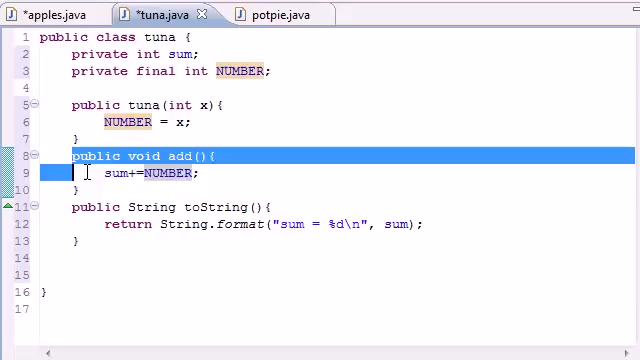 *apples.java *tuna.java potpie.java
1 public class tuna {
2 private int sum;
3 private final int NUMBER;
4
5 public tuna(int x){
6 NUMBER = x;
7 }
8 public void add(){
9 sum+=NUMBER;
10 }
11 public String toString(){
12 return String.format("sum = %d\n", sum);
13 }
14
15
16 }
17